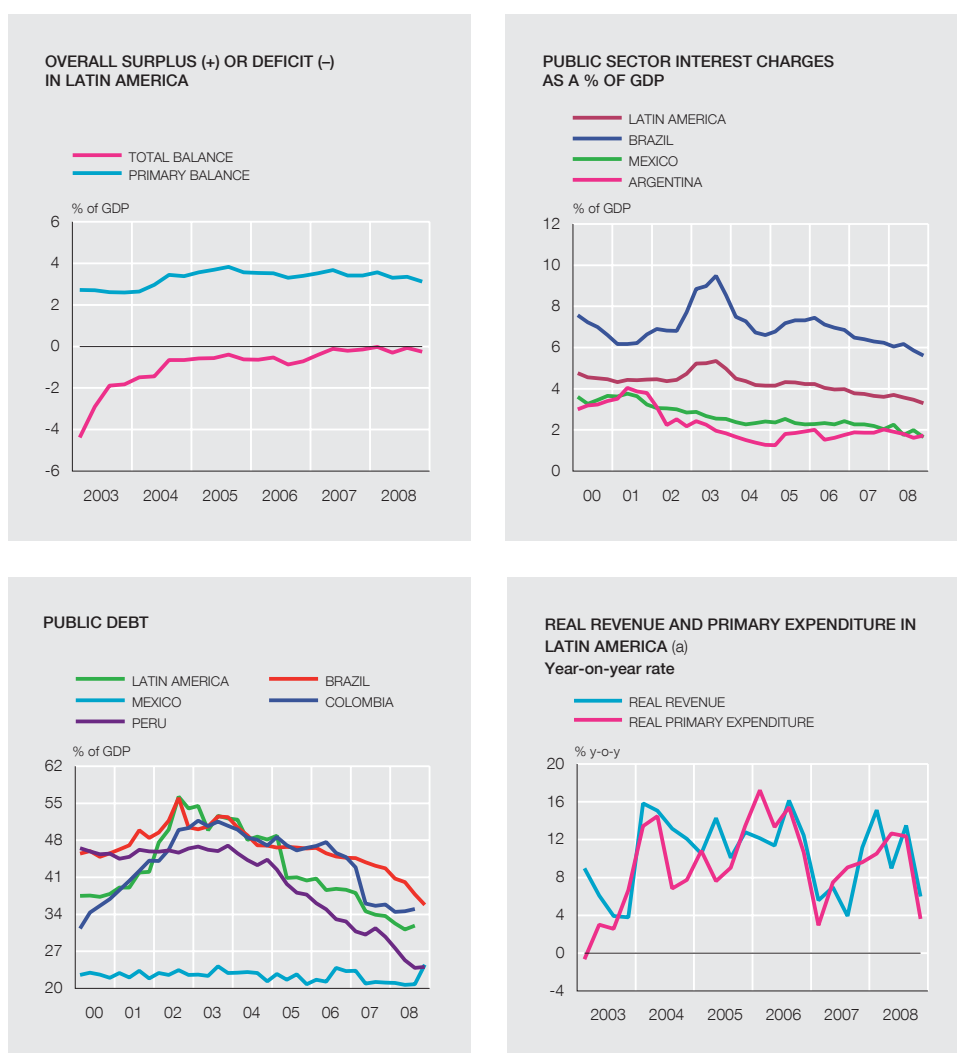 OVERALL SURPLUS (+) OR DEFICIT (–)
IN LATIN AMERICA
TOTAL BALANCE
PRIMARY BALANCE
% of GDP
6
4
2
0
-2
-4
-6
2003 2004 2005 2006 2007 2008
PUBLIC SECTOR INTEREST CHARGES
AS A % OF GDP
LATIN AMERICA
BRAZIL
MEXICO
ARGENTINA
% of GDP
12
10
8
6
4
2
0
00 01 02 03 04 05 06 07 08
PUBLIC DEBT
LATIN AMERICA BRAZIL
MEXICO COLOMBIA
PERU
% of GDP
62
55
48
41
34
27
20
00 01 02 03 04 05 06 07 08
REAL REVENUE AND PRIMARY EXPENDITURE IN
LATIN AMERICA (a)
Year-on-year rate
REAL REVENUE
REAL PRIMARY EXPENDITURE
% y-o-y
20
16
12
8
4
0
-4
2003 2004 2005 2006 2007 2008